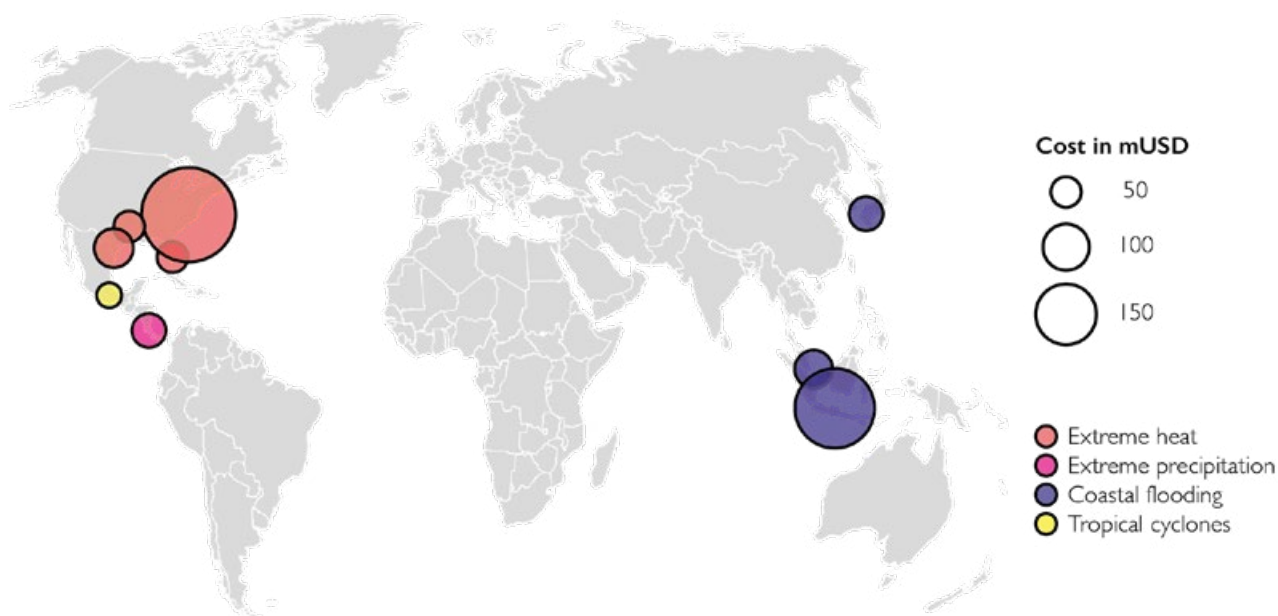 Cost in mUSD
50
100
150
Extreme heat
Extreme precipitation
Coastal flooding
Tropical cyclones